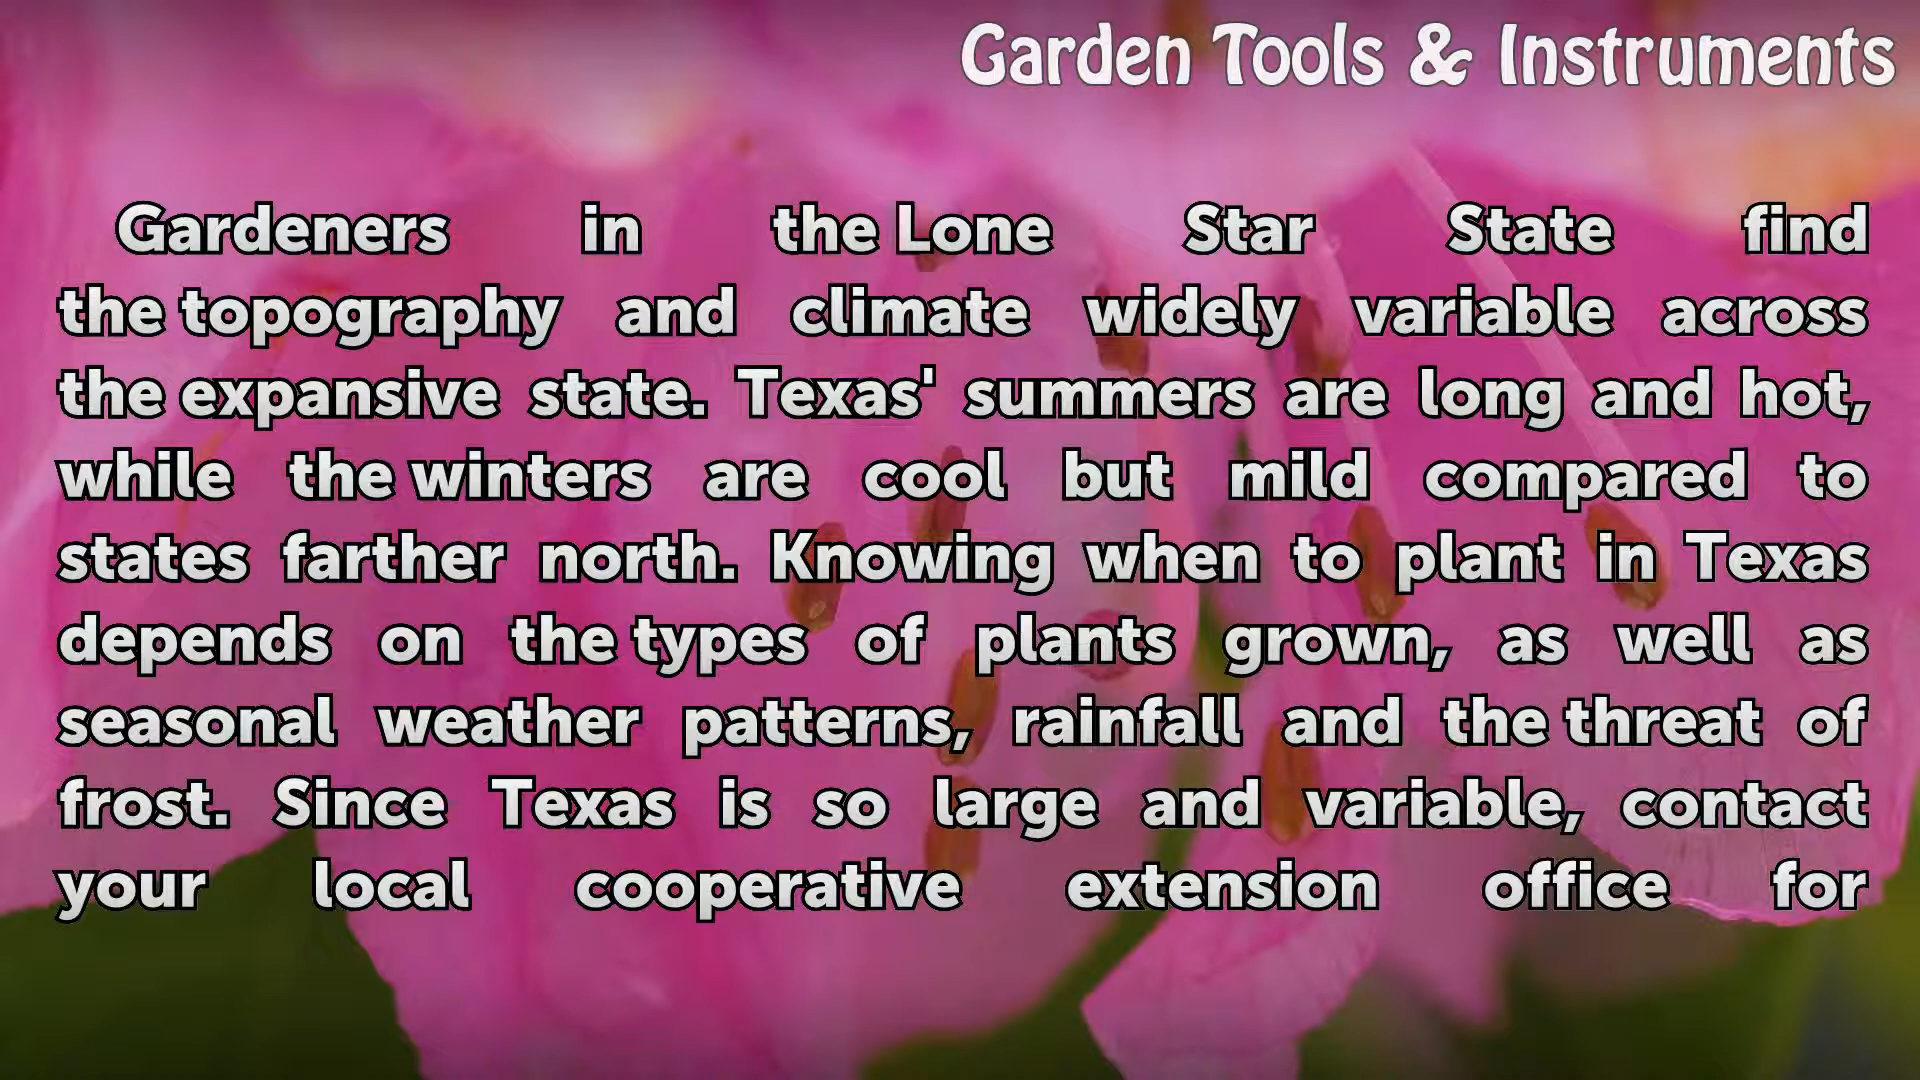 Garden Tools & Instruments
Gardeners in the Lone Star State find
the topography and climate widely variable across
the expansive state. Texas' summers are long and hot,
while the winters are cool but mild compared to
states farther north. Knowing when to plant in Texas
depends on the types of plants grown, as well as
seasonal weather patterns, rainfall and the threat of
frost. Since Texas is so large and variable, contact
your local cooperative extension office for